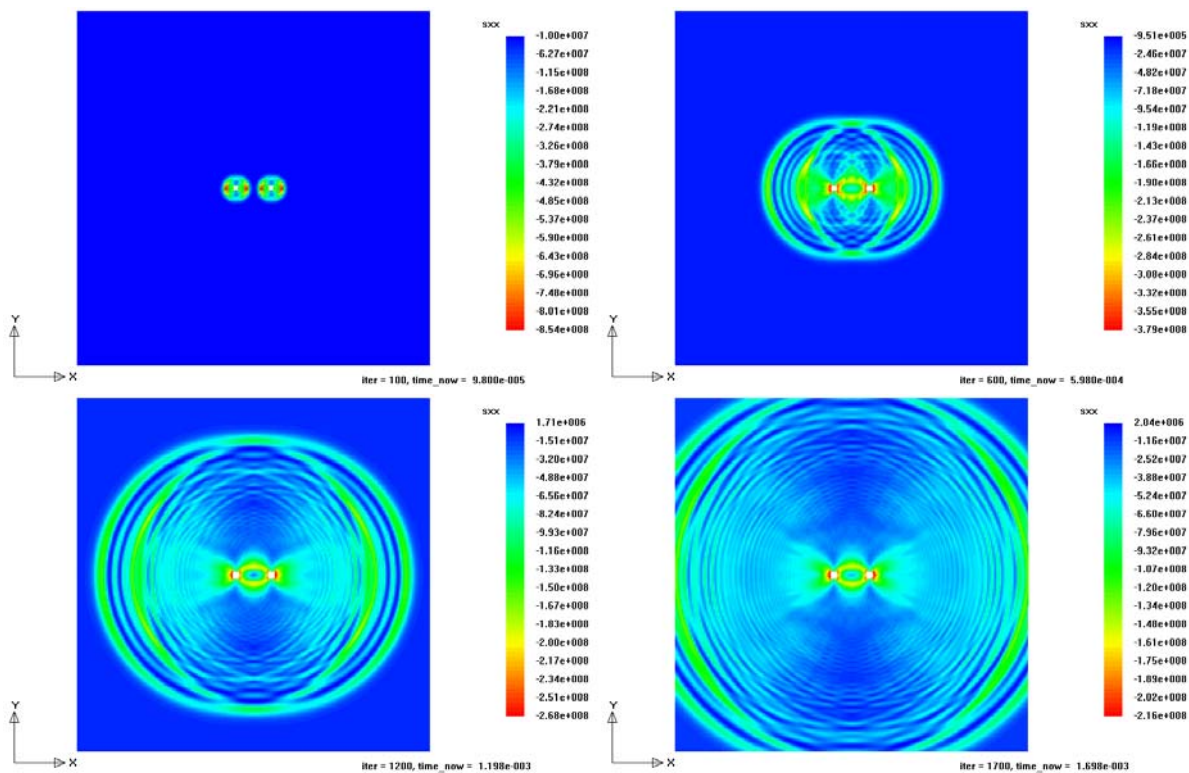 sxx
-1.00e+007
-6.27e+007
-1.15e+008
-1.68e+008
-2.21e+008
-2.74e+008
-3.26e+008
-3.79e+008
-4.32e+008
-4.85e+008
-5.37e+008
-5.90e+008
-6.43e+008
-6.96e+008
-7.48e+008
-8.01e+008
-8.54e+008
Y
X
iter = 100, time_now = 9.800e-005
sxx
-9.51e+005
-2.46e+007
-4.82e+007
-7.18e+007
-9.54e+007
-1.19e+008
-1.43e+008
-1.66e+008
-1.90e+008
-2.13e+008
-2.37e+008
-2.61e+008
-2.84e+008
-3.08e+008
-3.32e+008
-3.55e+008
-3.79e+008
Y
X
iter = 600, time_now = 5.980e-004
sxx
1.71e+006
-1.51e+007
-3.20e+007
-4.88e+007
-6.56e+007
-8.24e+007
-9.93e+007
-1.16e+008
-1.33e+008
-1.50e+008
-1.67e+008
-1.83e+008
-2.00e+008
-2.17e+008
-2.34e+008
-2.51e+008
-2.68e+008
Y
X
iter = 1200, time_now = 1.198e-003
sxx
2.04e+006
-1.16e+007
-2.52e+007
-3.88e+007
-5.24e+007
-6.60e+007
-7.96e+007
-9.32e+007
-1.07e+008
-1.20e+008
-1.34e+008
-1.48e+008
-1.61e+008
-1.75e+008
-1.89e+008
-2.02e+008
-2.16e+008
Y
X
iter = 1700, time_now = 1.698e-003